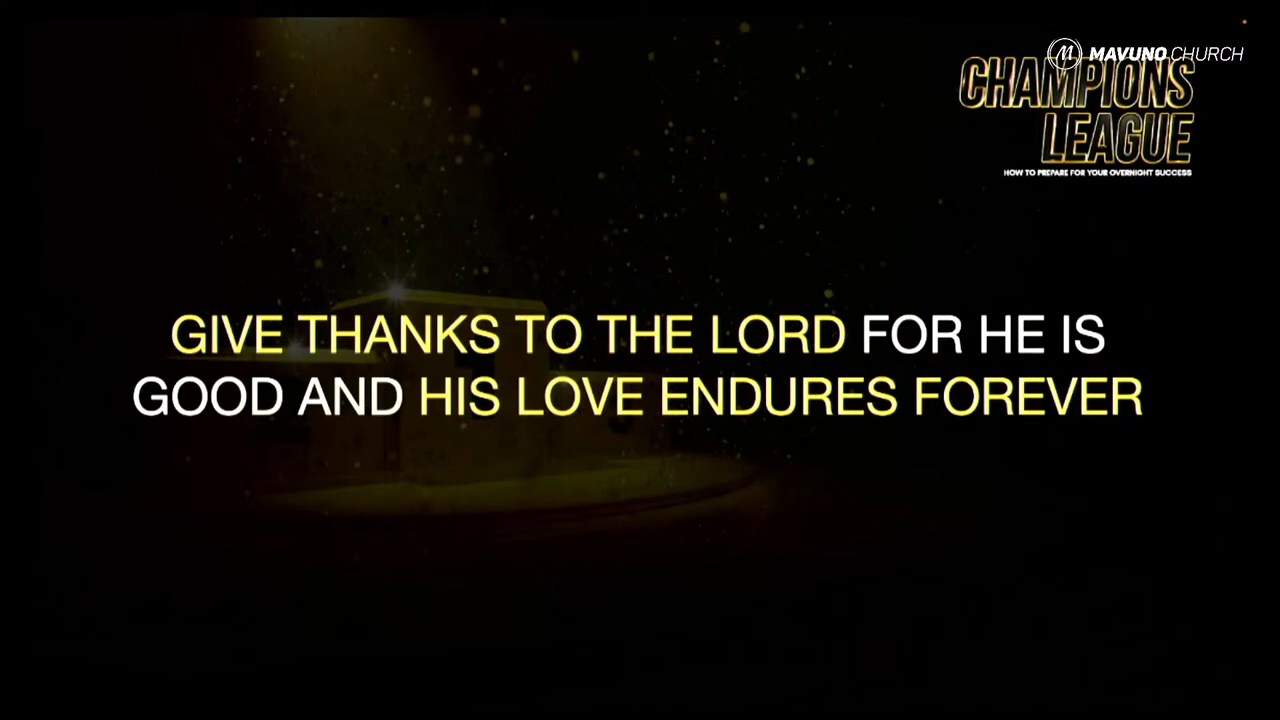 MAVUNO CHURCH
CHAMPIONS
LEAGUE
HOW TO PREPARE FOR YOUR OVERNIGHT SUCCESS
GIVE THANKS TO THE LORD FOR HE IS
GOOD AND HIS LOVE ENDURES FOREVER